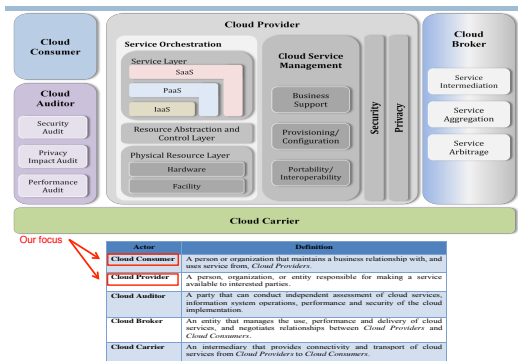 Cloud Provider
Cloud
Consumer
Cloud
Auditor
Security
Audit
Privacy
Impact Audit
Performance
Audit
Service Orchestration
Service Layer
SaaS
PaaS
IaaS
Resource Abstraction and
Control Layer
Physical Resource Layer
Hardware
Facility
Cloud Service
Management
Business
Support
Provisioning/
Configuration
Portability/
Interoperability
Security
Privacy
Cloud
Broker
Service
Intermediation
Service
Aggregation
Service
Arbitrage
Cloud Carrier
Our focus
Actor Definition
Cloud Consumer A person or organization that maintains a business relationship with, and
uses service from, Cloud Providers.
Cloud Provider A person, organization, or entity responsible for making a service
available to interested parties.
Cloud Auditor A party that can conduct independent assessment of cloud services,
information system operations, performance and security of the cloud
implementation.
Cloud Broker An entity that manages the use, performance and delivery of cloud
services, and negotiates relationships between Cloud Providers and
Cloud Consumers.
Cloud Carrier An intermediary that provides connectivity and transport of cloud
services from Cloud Providers to Cloud Consumers.